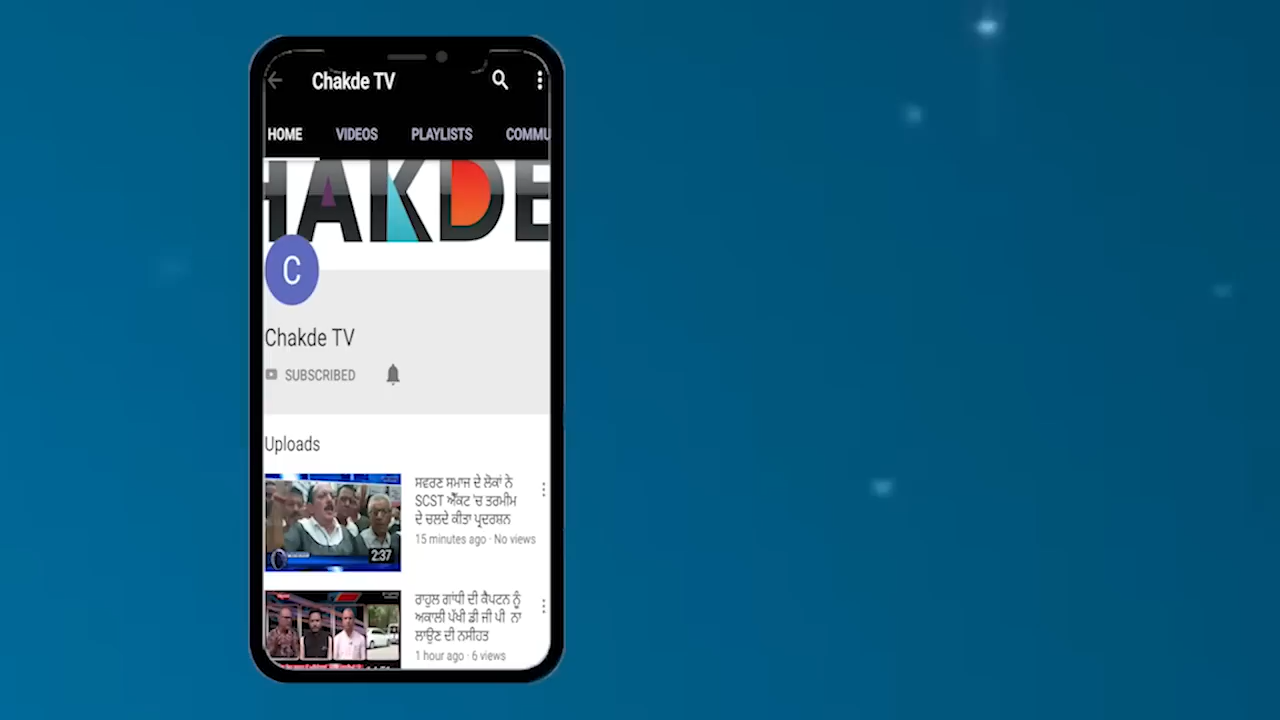 Chakde TV
HOME VIDEOS PLAYLISTS COMMU
HAKDE
C
Chakde TV
SUBSCRIBED
Uploads
ਸਵਰਣ ਸਮਾਜ ਦੇ ਲੋਕਾਂ ਨੇ
SCST ਐਕਟ 'ਚ ਤਰਮੀਮ
ਦੇ ਚਲਦੇ ਕੀਤਾ ਪ੍ਰਦਰਸ਼ਨ
15 minutes ago · No views
2:37
ਰਾਹੁਲ ਗਾਂਧੀ ਦੀ ਕੈਪਟਨ ਨੂੰ
ਅਕਾਲੀ ਪੱਖੀ ਡੀ ਜੀ ਪੀ ਨਾ
ਲਾਉਣ ਦੀ ਨਸੀਹਤ
1 hour ago · 6 views